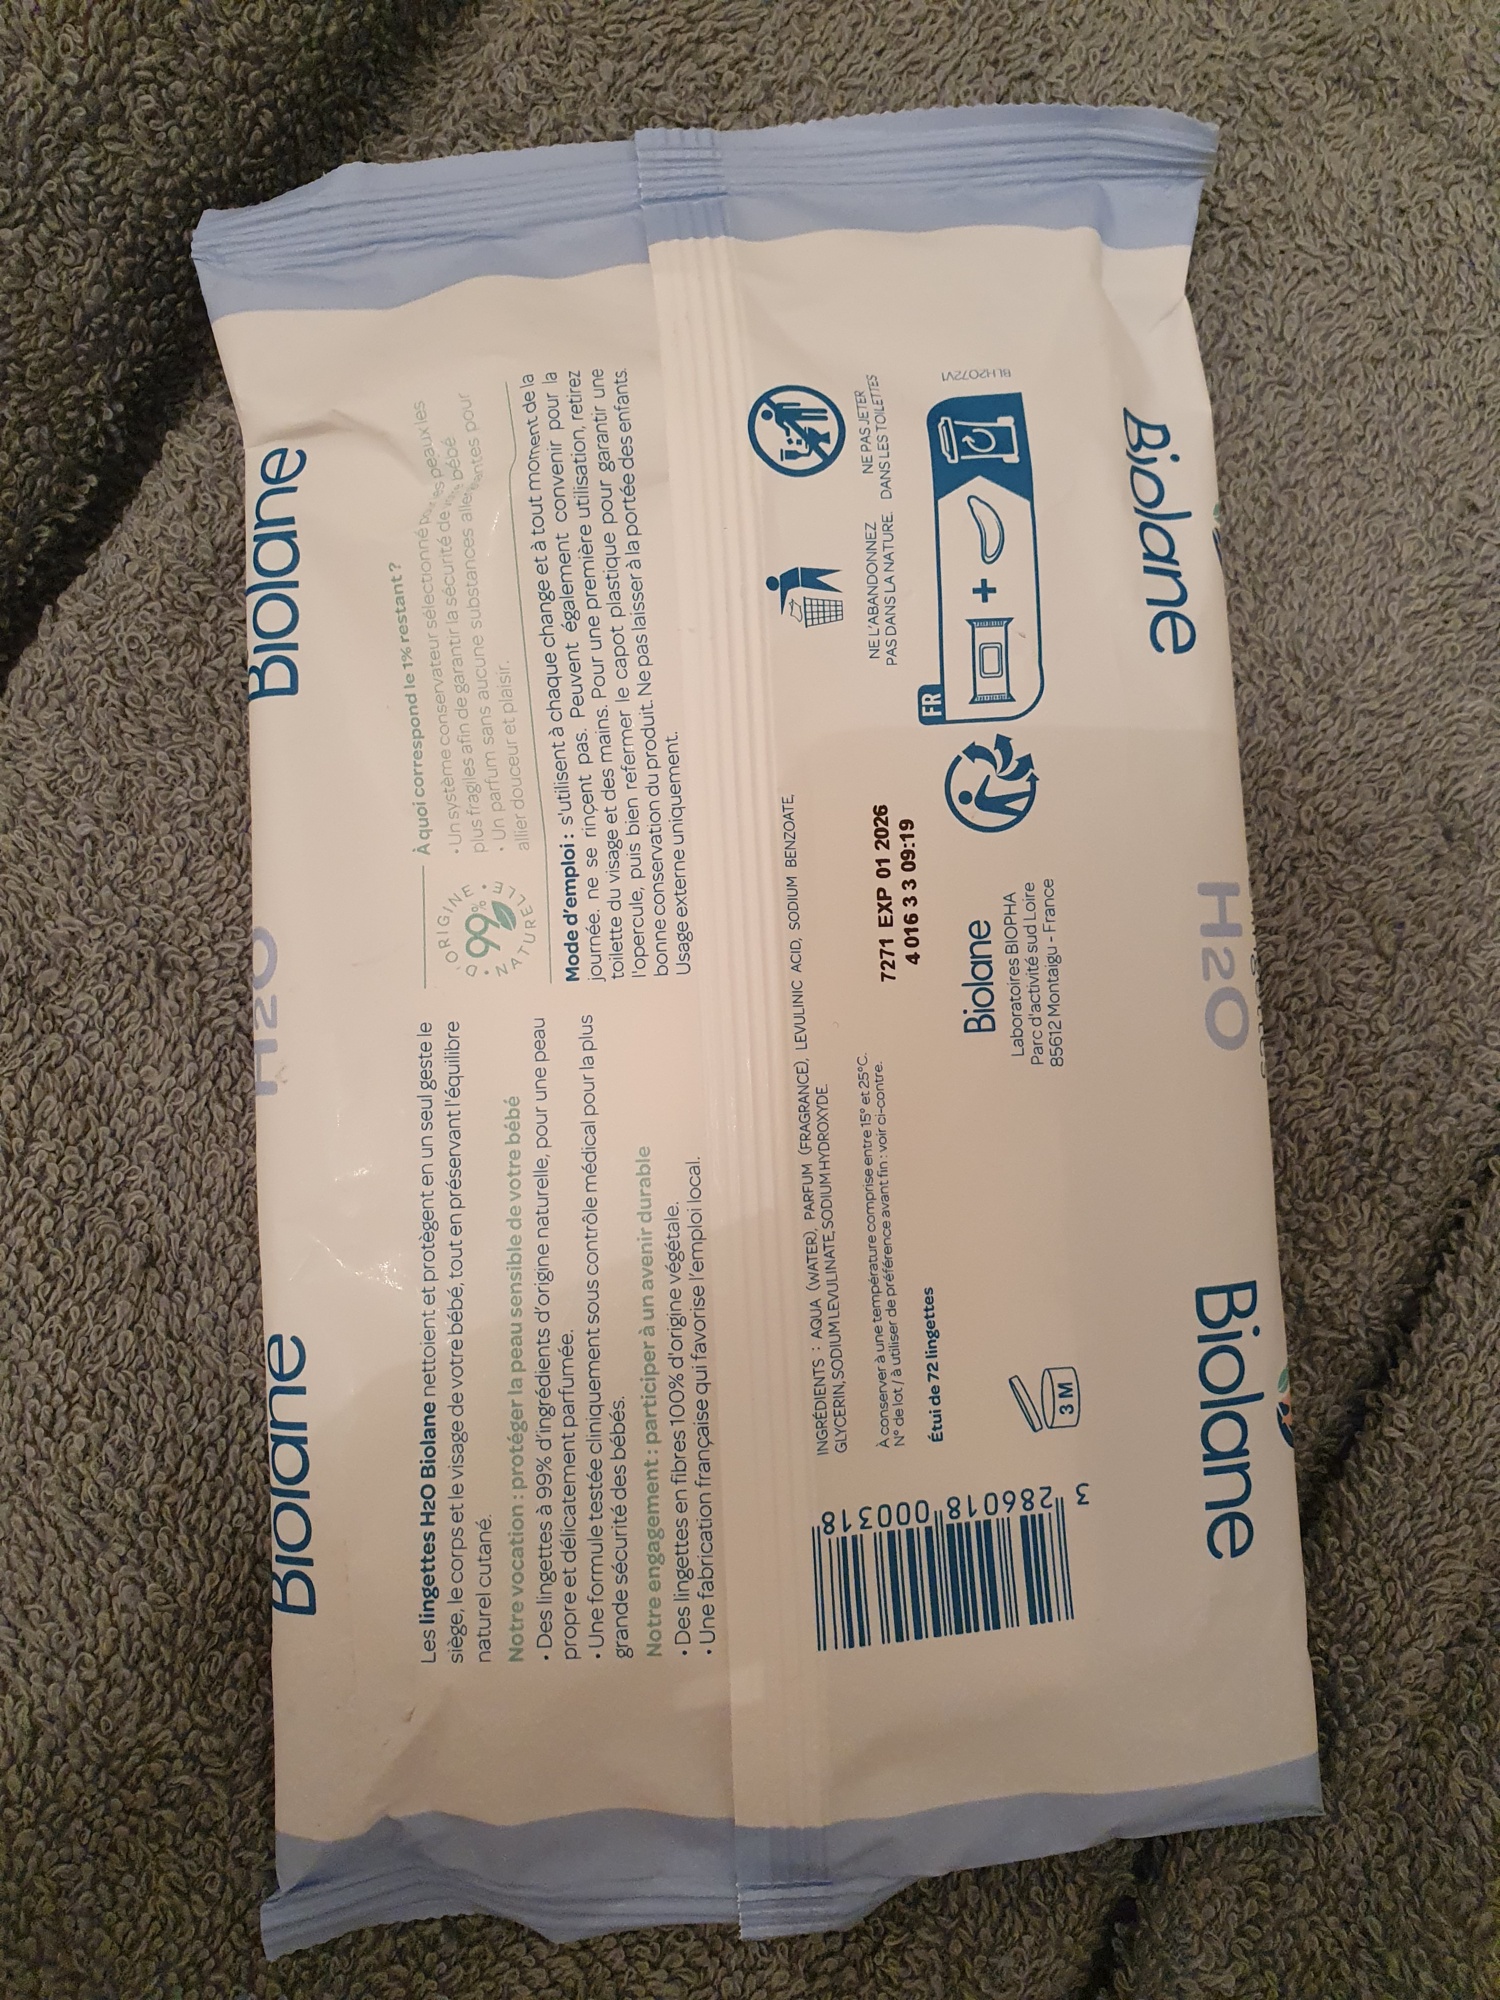 Biolane
H2O
Biolane
Les lingettes H2O Biolane nettoient et protègent en un seul geste le
siège, le corps et le visage de votre bébé, tout en préservant l'équilibre
naturel cutané.
Notre vocation : protéger la peau sensible de votre bébé
• Des lingettes à 99% d'ingrédients d'origine naturelle, pour une peau
propre et délicatement parfumée.
• Une formule testée cliniquement sous contrôle médical pour la plus
grande sécurité des bébés.
Notre engagement : participer à un avenir durable
• Des lingettes en fibres 100% d'origine végétale.
• Une fabrication française qui favorise l'emploi local.
D'ORIGINE
99%
NATURELLE
À quoi correspond le 1% restant ?
• Un système conservateur sélectionné peaux les
plus fragiles afin de garantir la sécurité de bébé
• Un parfum sans aucune substances pour
allier douceur et plaisir.
Mode d'emploi : s'utilisent à chaque change et à tout moment de la
journée. ne se rinçent pas. Peuvent également convenir pour la
toilette du visage et des mains. Pour une première utilisation, retirez
l'opercule, puis bien refermer le capot plastique pour garantir une
bonne conservation du produit. Ne pas laisser à la portée des enfants.
Usage externe uniquement.
INGRÉDIENTS : AQUA (WATER), PARFUM (FRAGRANCE), LEVULINIC ACID, SODIUM BENZOATE,
GLYCERIN, SODIUM LEVULINATE, SODIUM HYDROXYDE
À conserver à une température comprise entre 15° et 25°C.
N° de lot / à utiliser de préférence avant fin : voir ci-contre.
Étui de 72 lingettes
3 M
3 286018 000318
7271 EXP 01 2026
4 016 3 3 09:19
Biolane
Laboratoires BIOPHA
Parc d'activité sud Loire
85612 Montaigu - France
NE L'ABANDONNEZ
PAS DANS LA NATURE.
NE PAS JETER
DANS LES TOILETTES
FR
BLH2O72V1
Biolane
H2O
Biolane